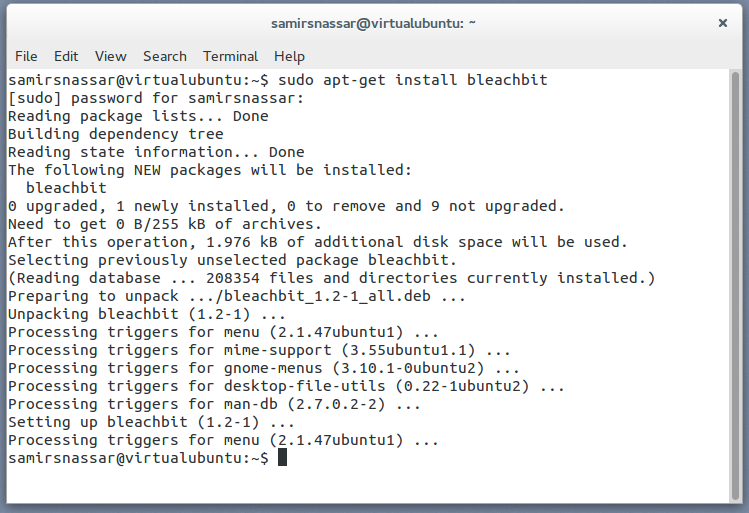 samirsnassar@virtualubuntu: ~
File Edit View Search Terminal Help
samirsnassar@virtualubuntu:~$ sudo apt-get install bleachbit
[sudo] password for samirsnassar:
Reading package lists... Done
Building dependency tree
Reading state information... Done
The following NEW packages will be installed:
  bleachbit
0 upgraded, 1 newly installed, 0 to remove and 9 not upgraded.
Need to get 0 B/255 kB of archives.
After this operation, 1.976 kB of additional disk space will be used.
Selecting previously unselected package bleachbit.
(Reading database ... 208354 files and directories currently installed.)
Preparing to unpack .../bleachbit_1.2-1_all.deb ...
Unpacking bleachbit (1.2-1) ...
Processing triggers for menu (2.1.47ubuntu1) ...
Processing triggers for mime-support (3.55ubuntu1.1) ...
Processing triggers for gnome-menus (3.10.1-0ubuntu2) ...
Processing triggers for desktop-file-utils (0.22-1ubuntu2) ...
Processing triggers for man-db (2.7.0.2-2) ...
Setting up bleachbit (1.2-1) ...
Processing triggers for menu (2.1.47ubuntu1) ...
samirsnassar@virtualubuntu:~$